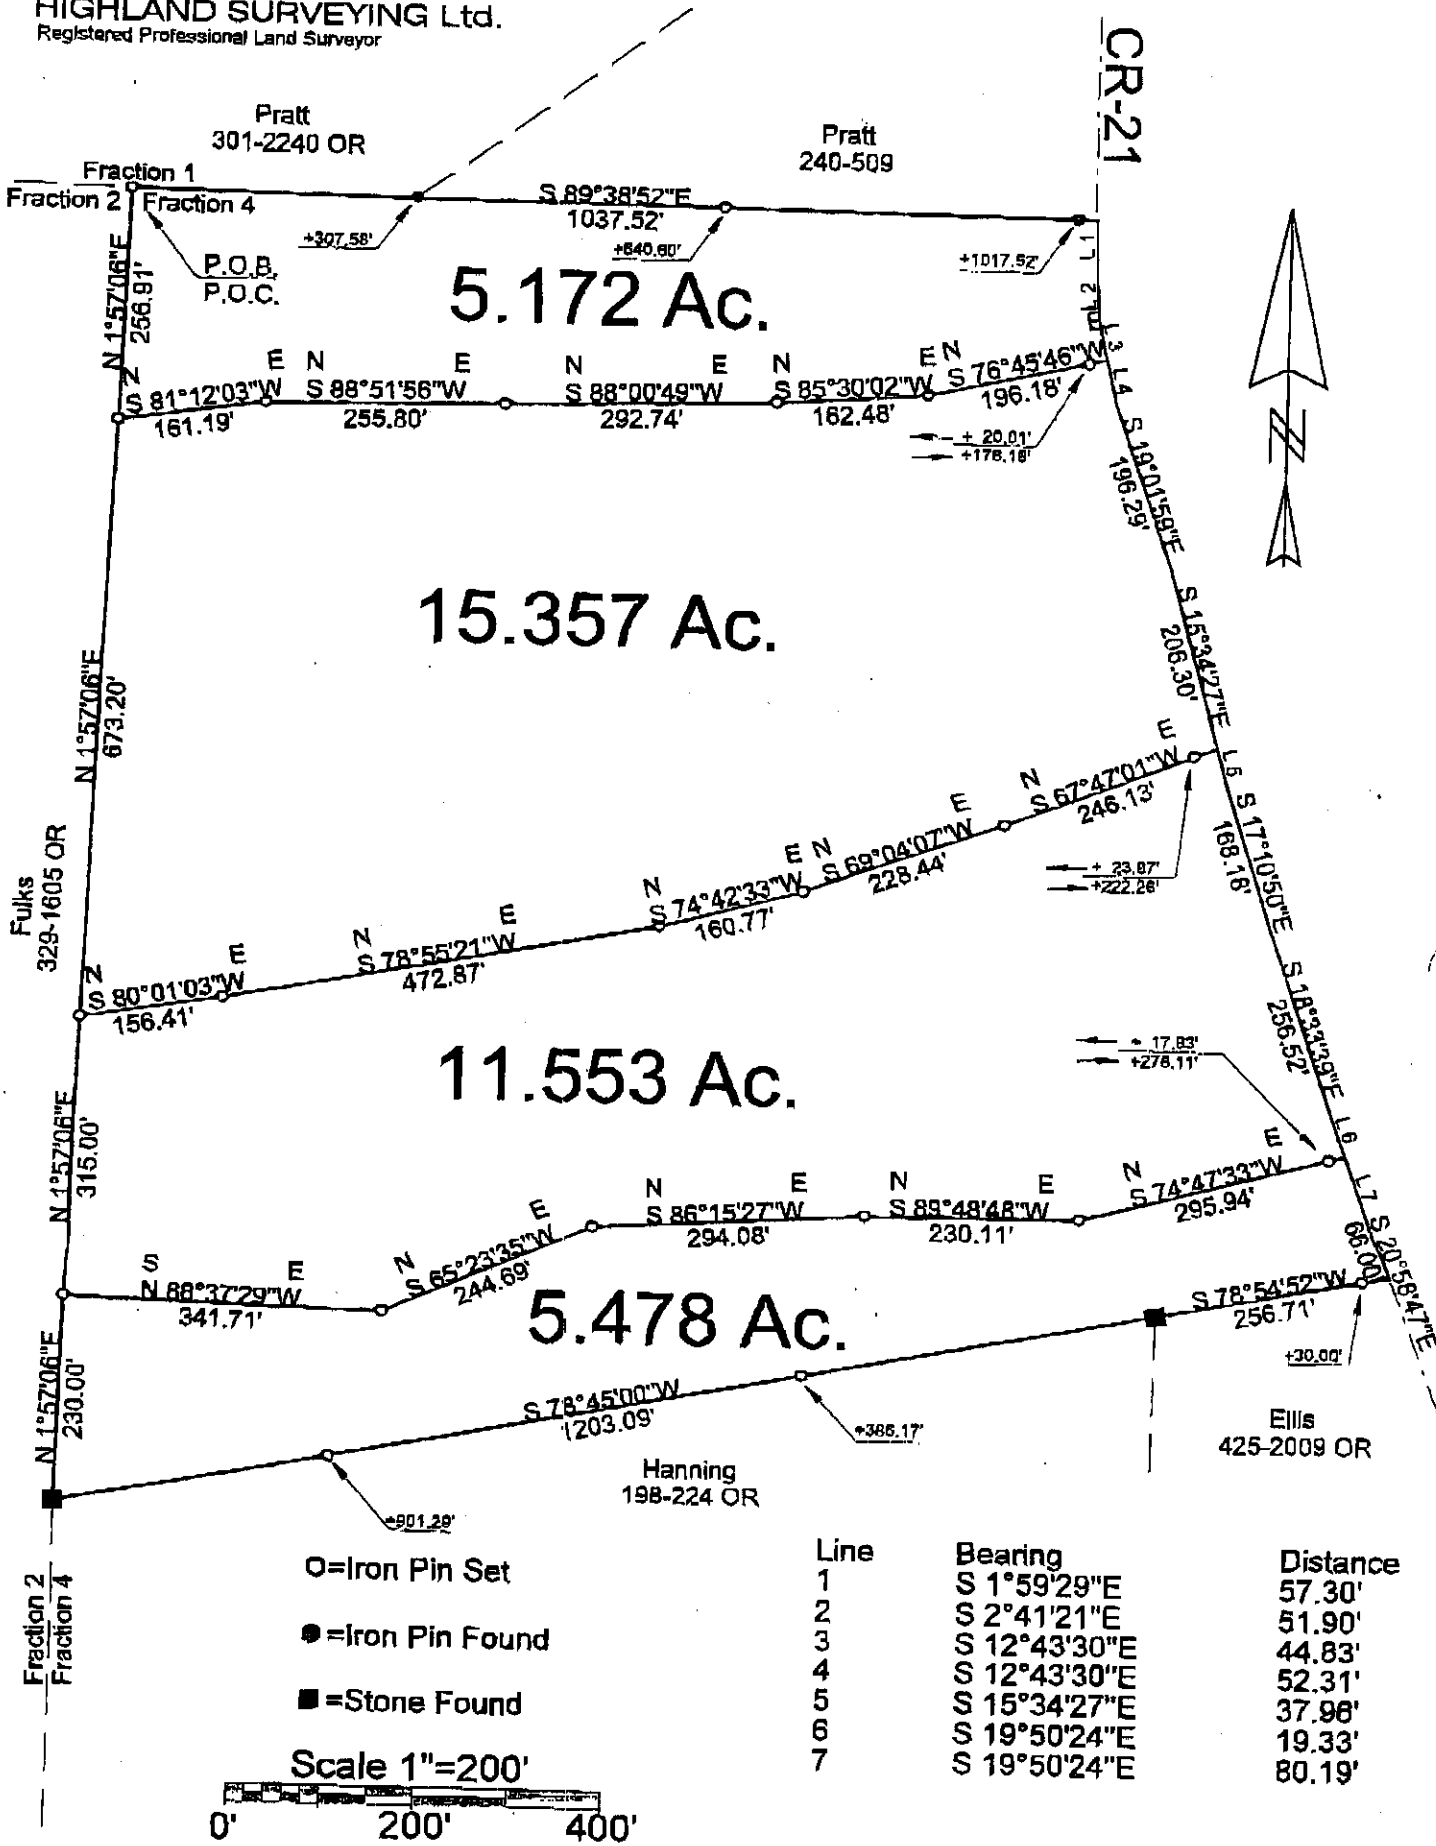 HIGHLAND SURVEYING Ltd.
Registered Professional Land Surveyor
CR-21
Pratt
301-2240 OR
Pratt
240-509
Fraction 1
Fraction 2
Fraction 4
S 89°38'52"E
1037.52'
+307.58'
+640.60'
+1017.52'
L1
L2
L3
L4
P.O.B.
P.O.C.
N 1°57'06"E
256.91'
5.172 Ac.
N E
S 81°12'03"W
161.19'
N E
S 88°51'56"W
255.80'
N E
S 88°00'49"W
292.74'
N E
S 85°30'02"W
162.48'
N E
S 76°45'46"W
196.18'
+ 20.01'
+176.18'
S 19°01'59"E
196.29'
15.357 Ac.
N 1°57'06"E
673.20'
S 15°34'27"E
206.30'
Fulks
329-1605 OR
N E
S 80°01'03"W
156.41'
N E
S 78°55'21"W
472.87'
N E
S 74°42'33"W
160.77'
N E
S 69°04'07"W
228.44'
N E
S 67°47'01"W
246.13'
+ 23.87'
+222.26'
L5
S 17°10'50"E
168.18'
S 18°33'39"E
256.52'
11.553 Ac.
N 1°57'06"E
315.00'
+ 17.83'
+278.11'
L6
L7
S E
N 88°37'29"W
341.71'
N E
S 65°23'35"W
244.69'
N E
S 86°15'27"W
294.08'
N E
S 89°48'48"W
230.11'
N E
S 74°47'33"W
295.94'
S 20°58'47"E
66.00'
5.478 Ac.
N 1°57'06"E
230.00'
S 78°54'52"W
256.71'
+30.00'
S 78°45'00"W
1203.09'
+386.17'
+901.29'
Hanning
198-224 OR
Ellis
425-2009 OR
Fraction 2
Fraction 4
O=Iron Pin Set
●=Iron Pin Found
■=Stone Found
Scale 1"=200'
0' 200' 400'
Line Bearing Distance
1 S 1°59'29"E 57.30'
2 S 2°41'21"E 51.90'
3 S 12°43'30"E 44.83'
4 S 12°43'30"E 52.31'
5 S 15°34'27"E 37.96'
6 S 19°50'24"E 19.33'
7 S 19°50'24"E 80.19'